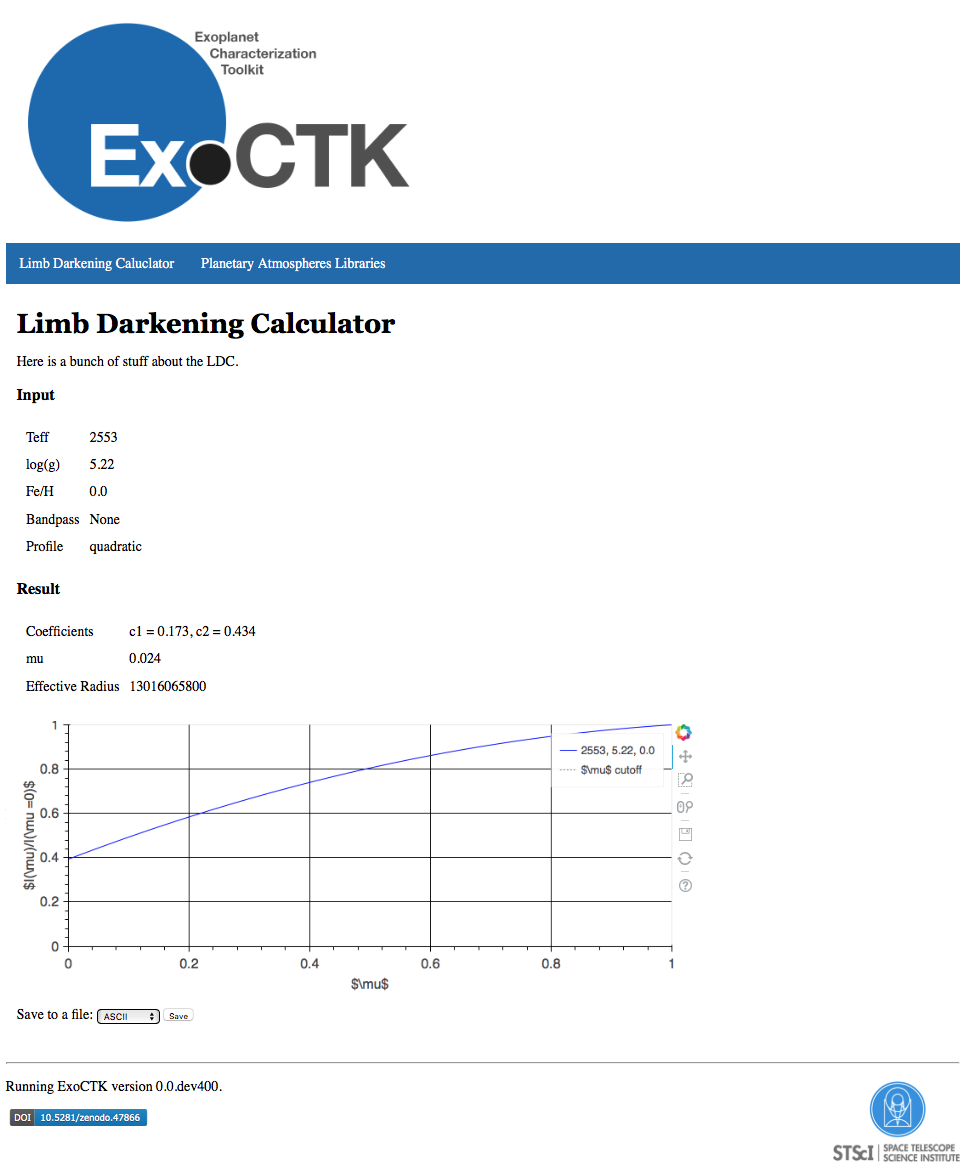 Exoplanet
Characterization
Toolkit
ExoCTK
Limb Darkening Caluclator Planetary Atmospheres Libraries
Limb Darkening Calculator
Here is a bunch of stuff about the LDC.
Input
Teff 2553
log(g) 5.22
Fe/H 0.0
Bandpass None
Profile quadratic
Result
Coefficients c1 = 0.173, c2 = 0.434
mu 0.024
Effective Radius 13016065800
1
0.8
0.6
0.4
0.2
0
$I(\mu)/I(\mu =0)$
2553, 5.22, 0.0
$\mu$ cutoff
0 0.2 0.4 0.6 0.8 1
$\mu$
Save to a file: ASCII Save
Running ExoCTK version 0.0.dev400.
DOI 10.5281/zenodo.47866
STScI | SPACE TELESCOPE
SCIENCE INSTITUTE